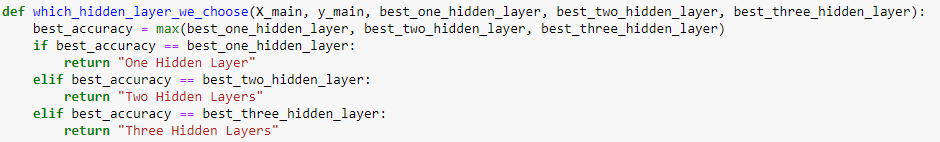 def which_hidden_layer_we_choose(X_main, y_main, best_one_hidden_layer, best_two_hidden_layer, best_three_hidden_layer):
    best_accuracy = max(best_one_hidden_layer, best_two_hidden_layer, best_three_hidden_layer)
    if best_accuracy == best_one_hidden_layer:
        return "One Hidden Layer"
    elif best_accuracy == best_two_hidden_layer:
        return "Two Hidden Layers"
    elif best_accuracy == best_three_hidden_layer:
        return "Three Hidden Layers"